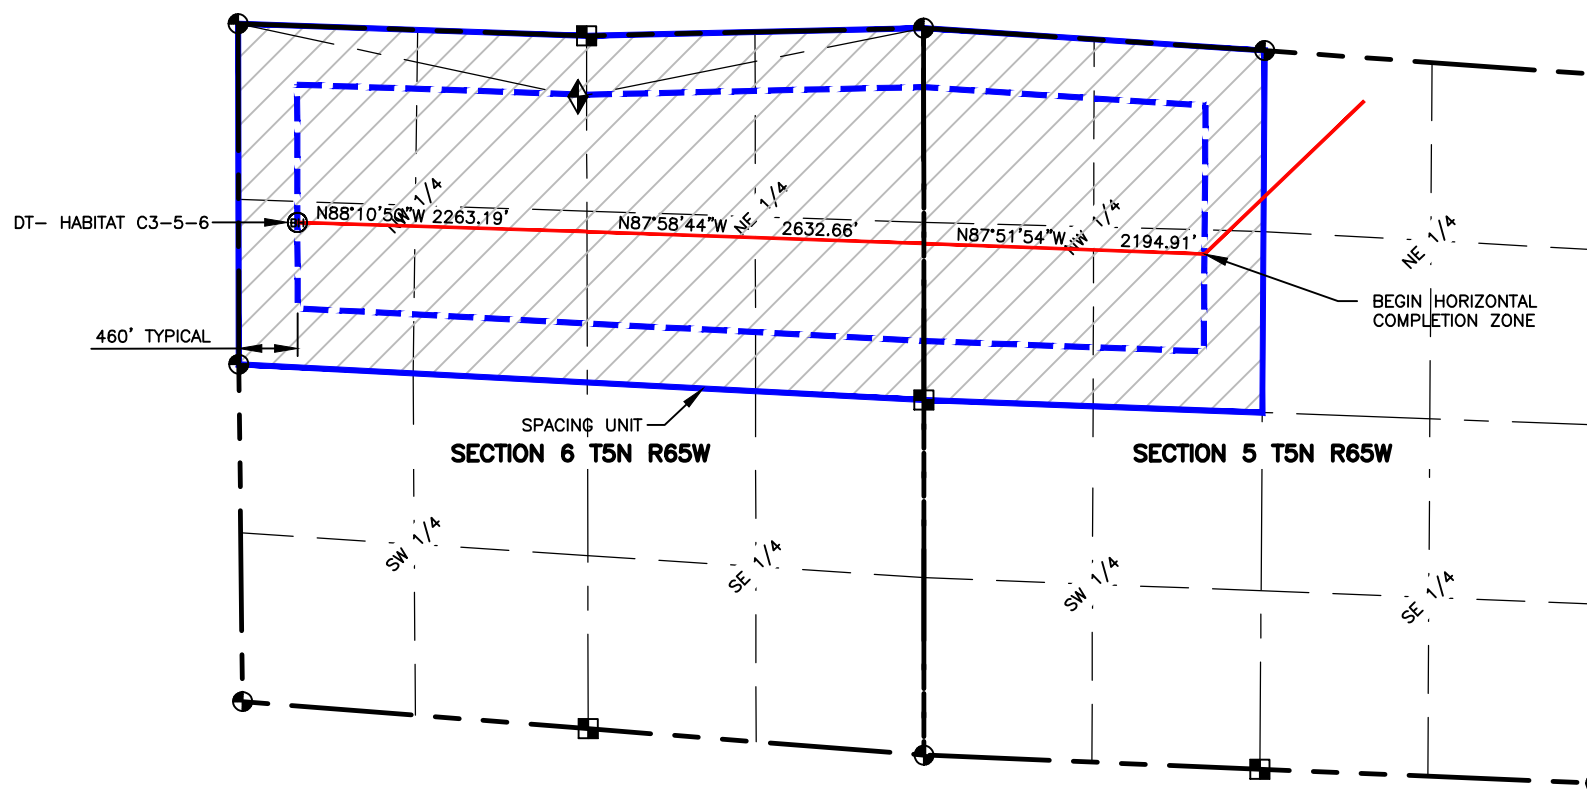 NW 1/4
NE 1/4
NW 1/4
NE 1/4
DT- HABITAT C3-5-6
BH
N88°10'50"W 2263.19'
N87°58'44"W
2632.66'
N87°51'54"W
2194.91'
BEGIN HORIZONTAL
COMPLETION ZONE
460' TYPICAL
SPACING UNIT
SECTION 6 T5N R65W
SECTION 5 T5N R65W
SW 1/4
SE 1/4
SW 1/4
SE 1/4